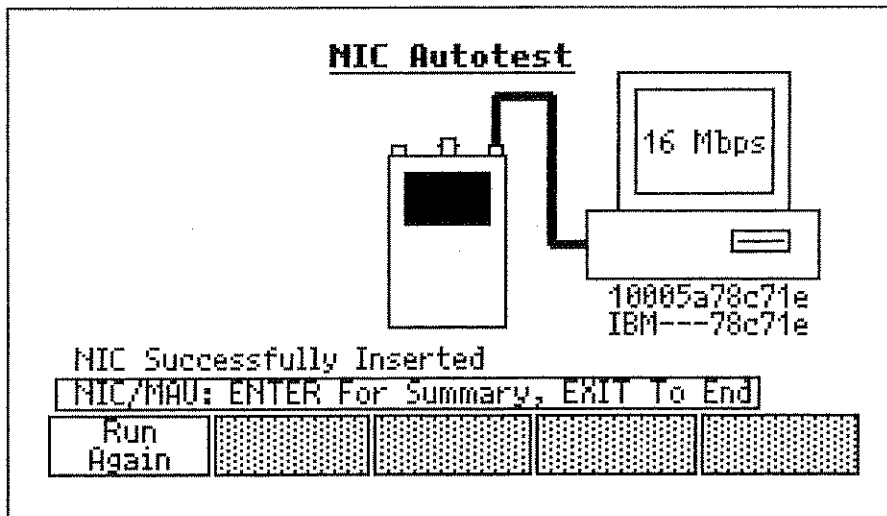 NIC Autotest
16 Mbps
10005a78c71e
IBM---78c71e
NIC Successfully Inserted
NIC/MAU: ENTER For Summary, EXIT To End
Run
Again